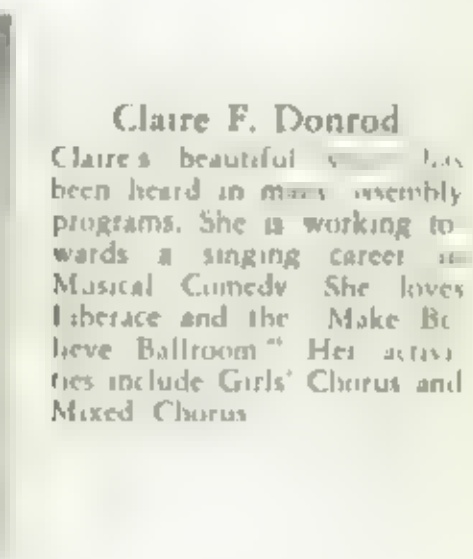 Claire F. Donrod
Claire's beautiful has
been heard in many assembly
programs. She is working to
wards a singing career in
Musical Comedy She loves
Liberace and the Make Be
lieve Ballroom" Her activi
ties include Girls' Chorus and
Mixed Chorus